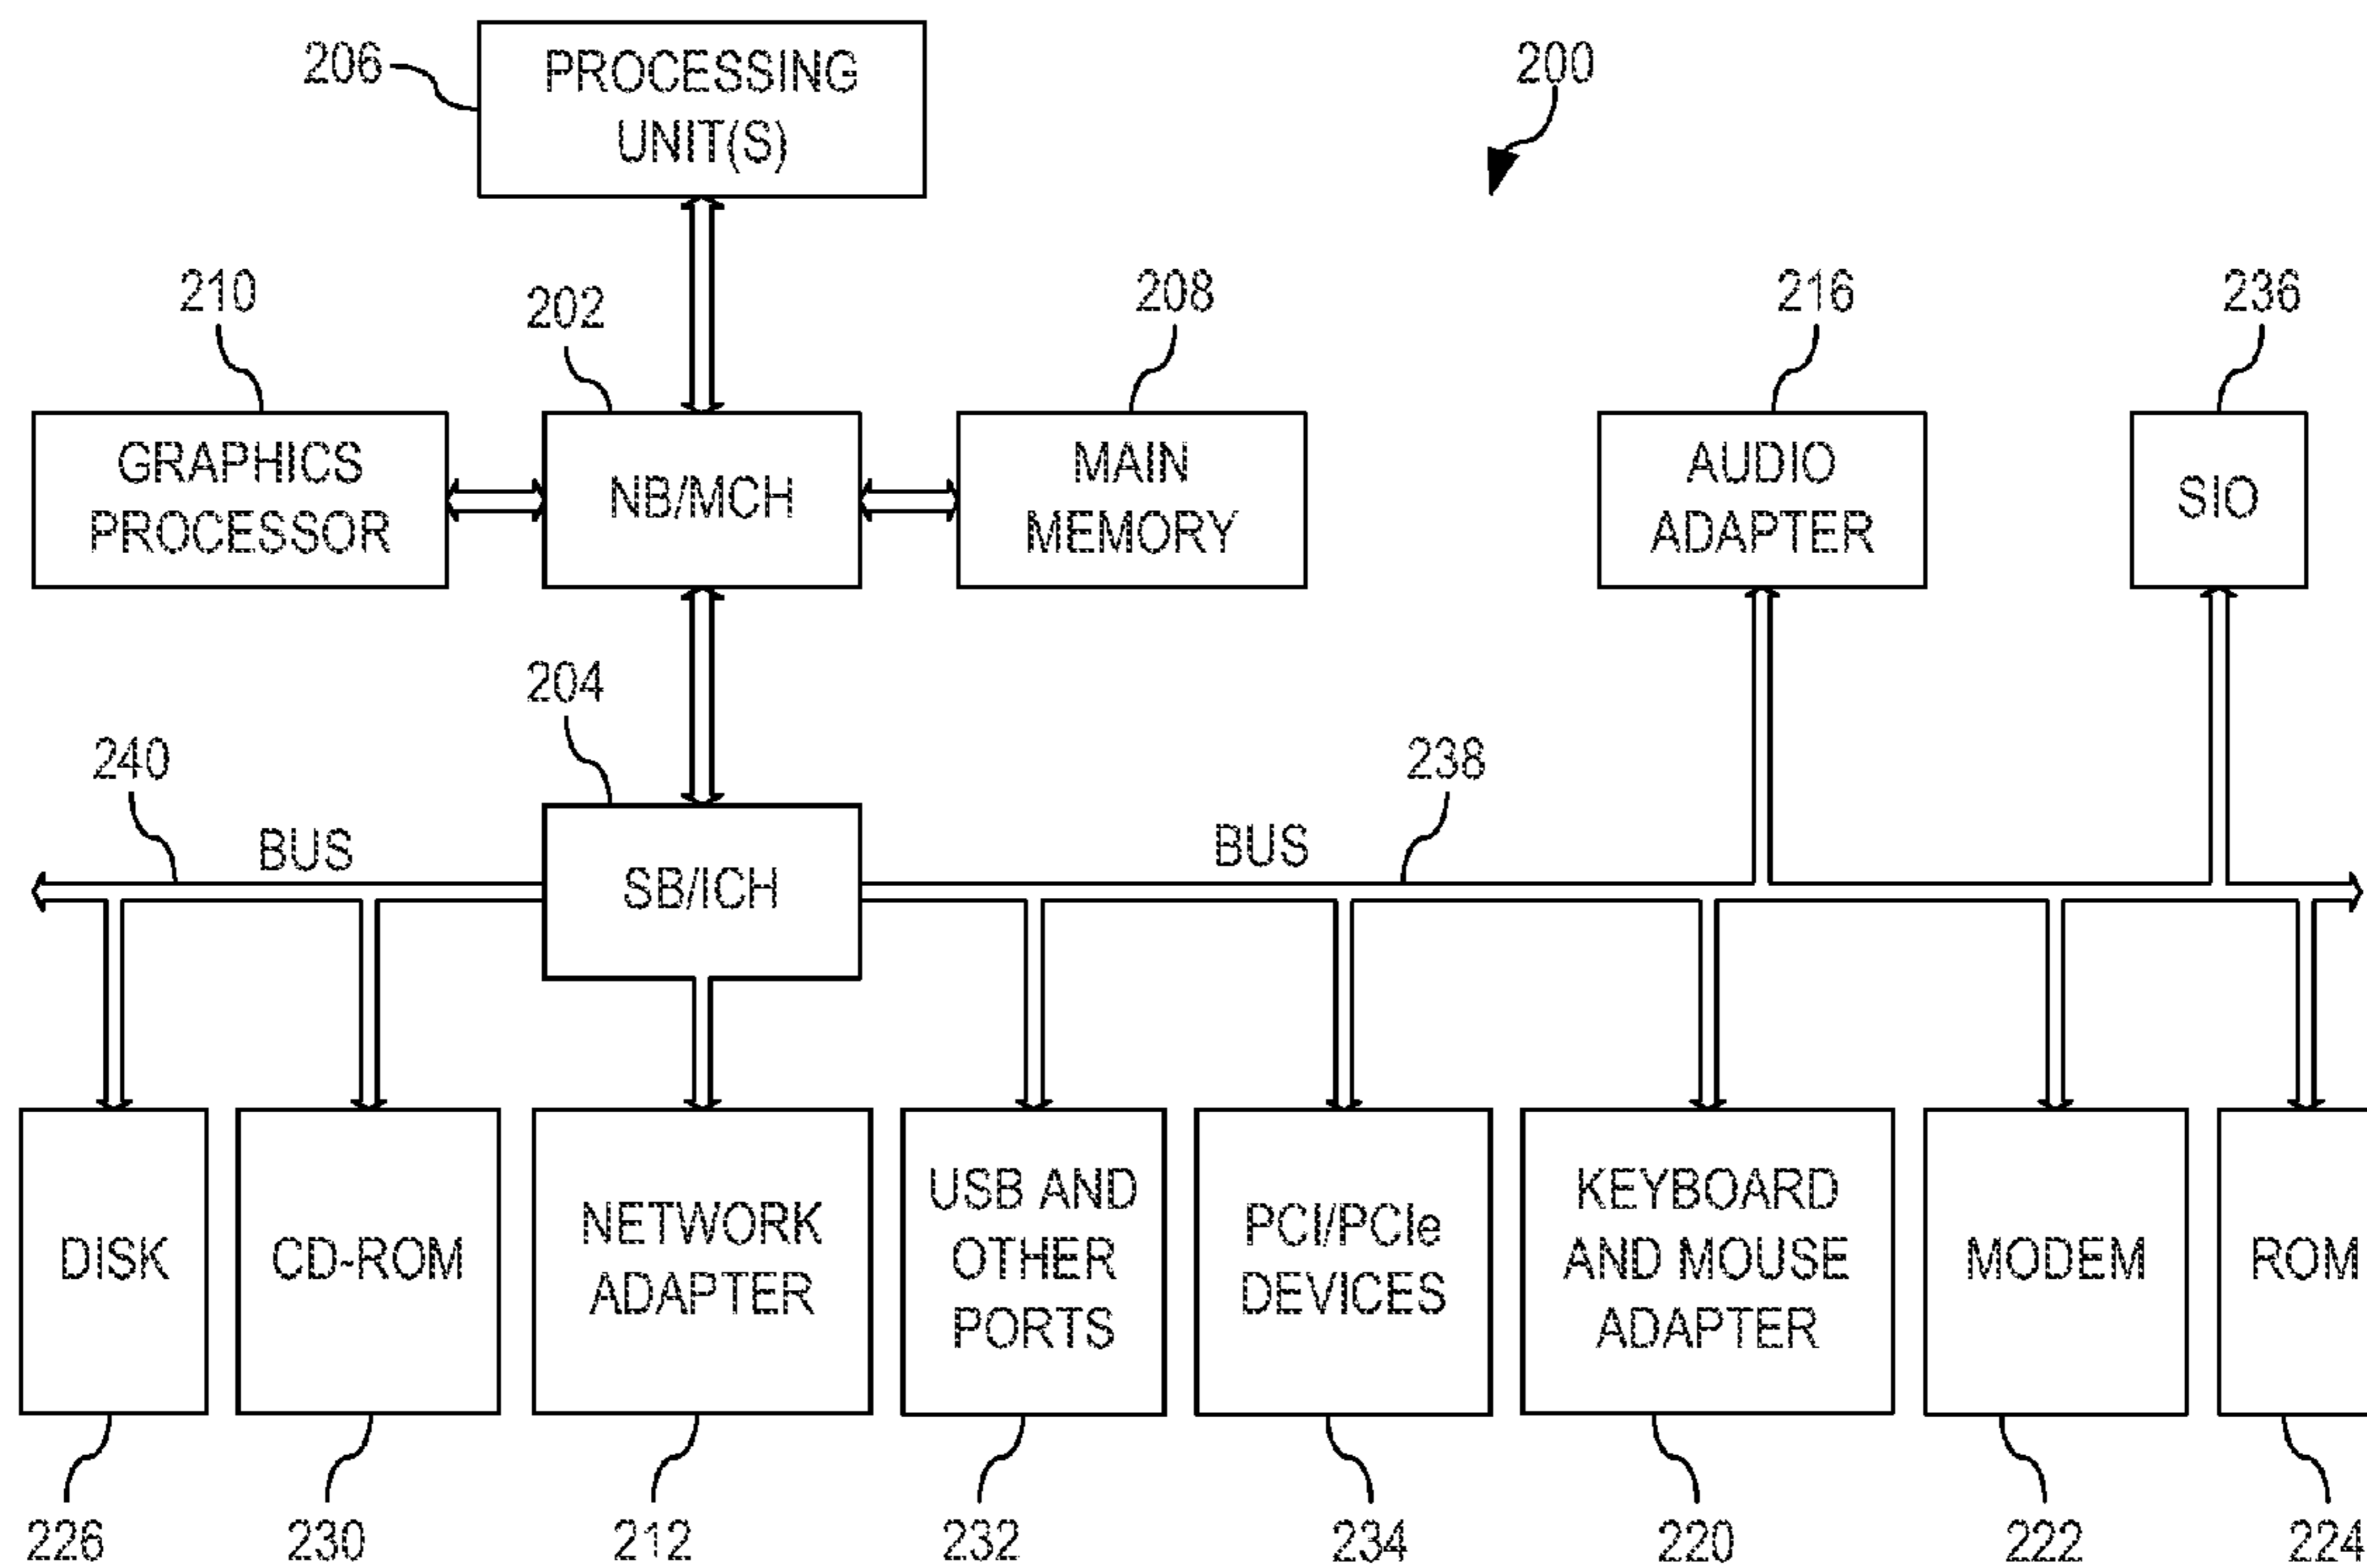 206
PROCESSING
UNIT(S)
200
210
202
208
216
236
GRAPHICS
PROCESSOR
NB/MCH
MAIN
MEMORY
AUDIO
ADAPTER
SIO
204
240
238
BUS
BUS
SB/ICH
DISK
CD-ROM
NETWORK
ADAPTER
USB AND
OTHER
PORTS
PCI/PCIe
DEVICES
KEYBOARD
AND MOUSE
ADAPTER
MODEM
ROM
226
230
212
232
234
220
222
224